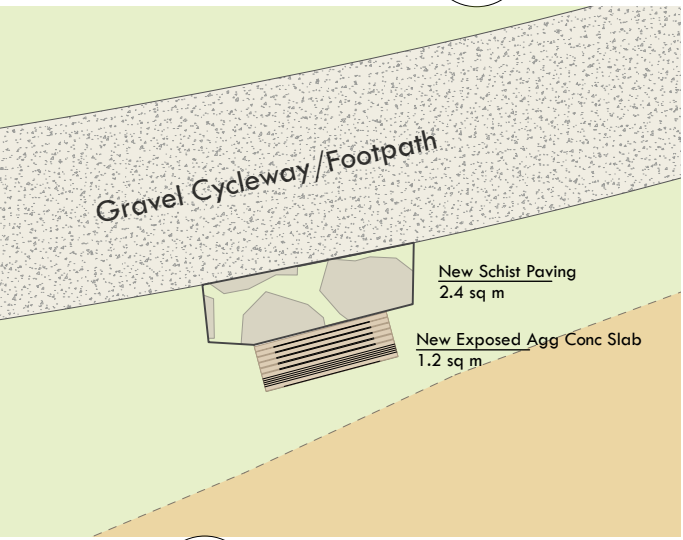 Gravel Cycleway/Footpath
New Schist Paving
2.4 sq m
New Exposed Agg Conc Slab
1.2 sq m